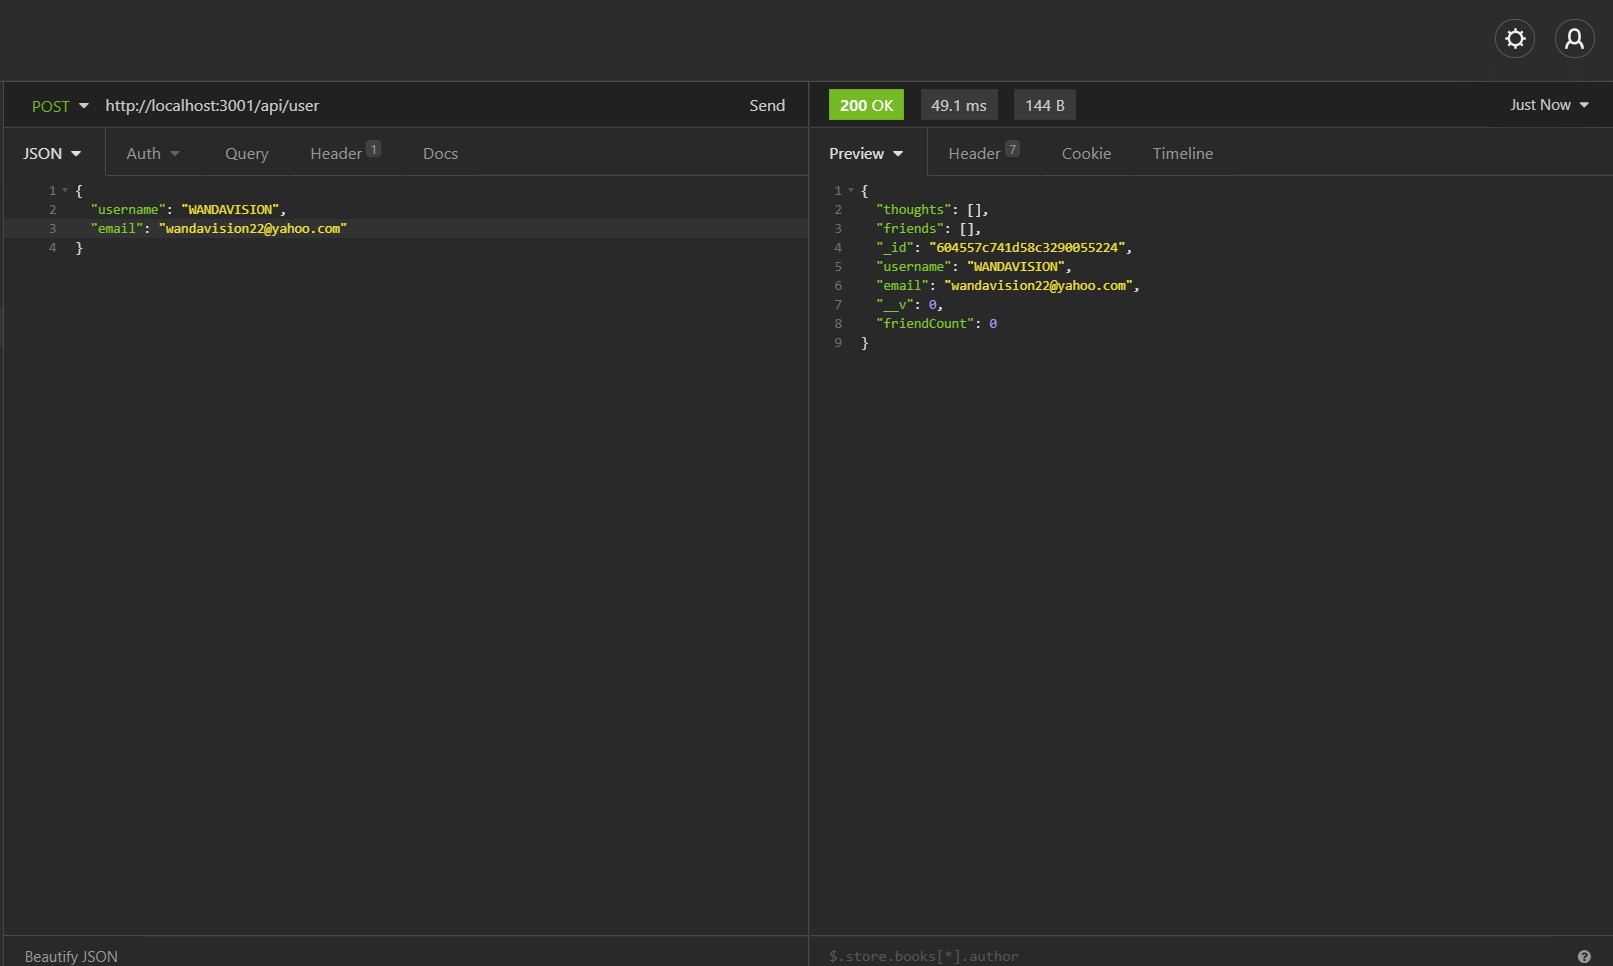 POST http://localhost:3001/api/user Send
JSON Auth Query Header 1 Docs
1 {
2 "username": "WANDAVISION",
3 "email": "wandavision22@yahoo.com"
4 }
Beautify JSON
200 OK 49.1 ms 144 B Just Now
Preview Header 7 Cookie Timeline
1 {
2 "thoughts": [],
3 "friends": [],
4 "_id": "604557c741d58c3290055224",
5 "username": "WANDAVISION",
6 "email": "wandavision22@yahoo.com",
7 "__v": 0,
8 "friendCount": 0
9 }
$.store.books[*].author ?